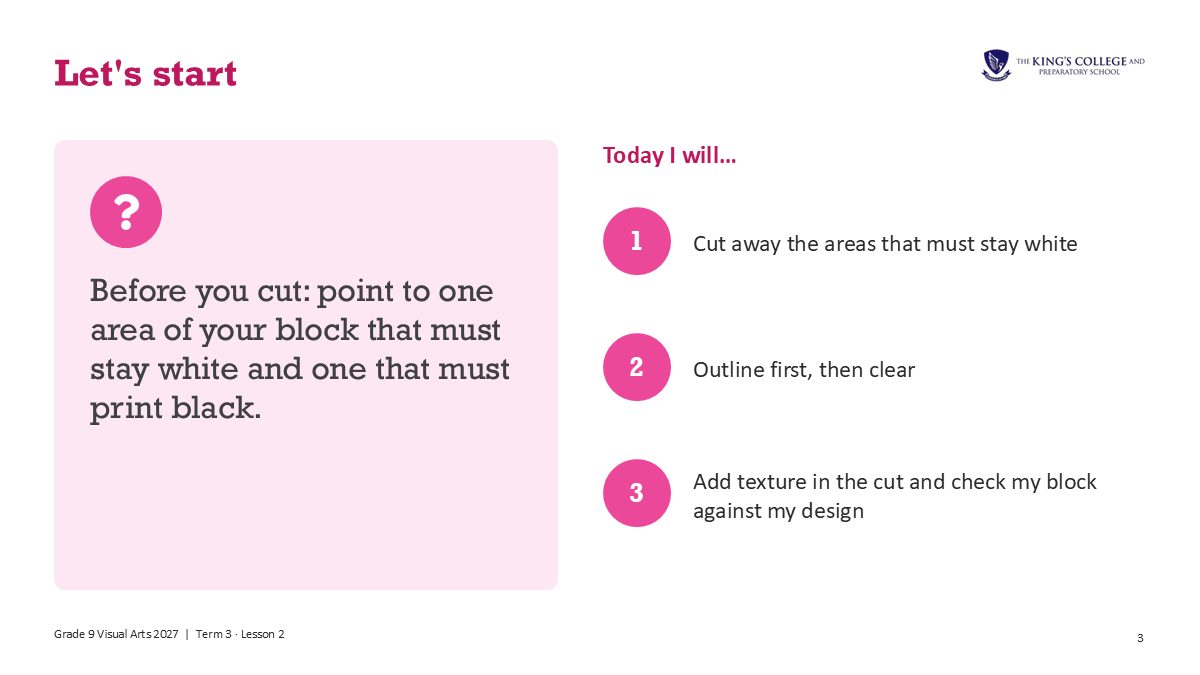 Let's start
THE KING'S COLLEGE AND
PREPARATORY SCHOOL
?
Before you cut: point to one
area of your block that must
stay white and one that must
print black.
Today I will...
1
Cut away the areas that must stay white
2
Outline first, then clear
3
Add texture in the cut and check my block
against my design
Grade 9 Visual Arts 2027 | Term 3 · Lesson 2
3